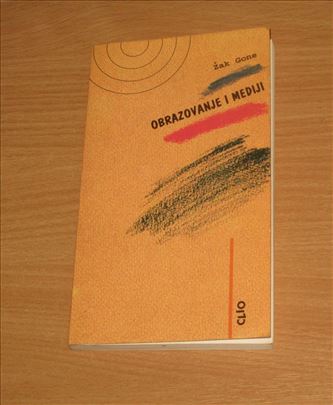 Žak Gone
OBRAZOVANJE I MEDIJI
CLIO